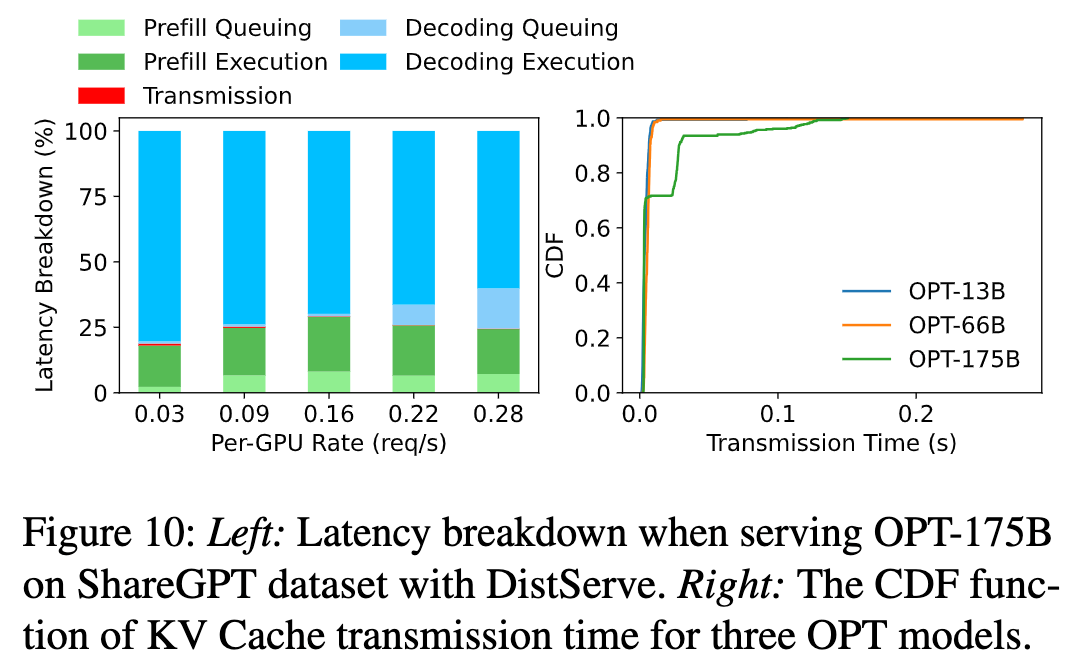 Prefill Queuing
Decoding Queuing
Prefill Execution
Decoding Execution
Transmission
Latency Breakdown (%)
100
75
50
25
0
0.03 0.09 0.16 0.22 0.28
Per-GPU Rate (req/s)
CDF
1.0
0.8
0.6
0.4
0.2
0.0
OPT-13B
OPT-66B
OPT-175B
0.0 0.1 0.2
Transmission Time (s)
Figure 10: Left: Latency breakdown when serving OPT-175B
on ShareGPT dataset with DistServe. Right: The CDF func-
tion of KV Cache transmission time for three OPT models.